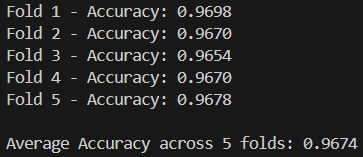 Fold 1 - Accuracy: 0.9698
Fold 2 - Accuracy: 0.9670
Fold 3 - Accuracy: 0.9654
Fold 4 - Accuracy: 0.9670
Fold 5 - Accuracy: 0.9678
Average Accuracy across 5 folds: 0.9674